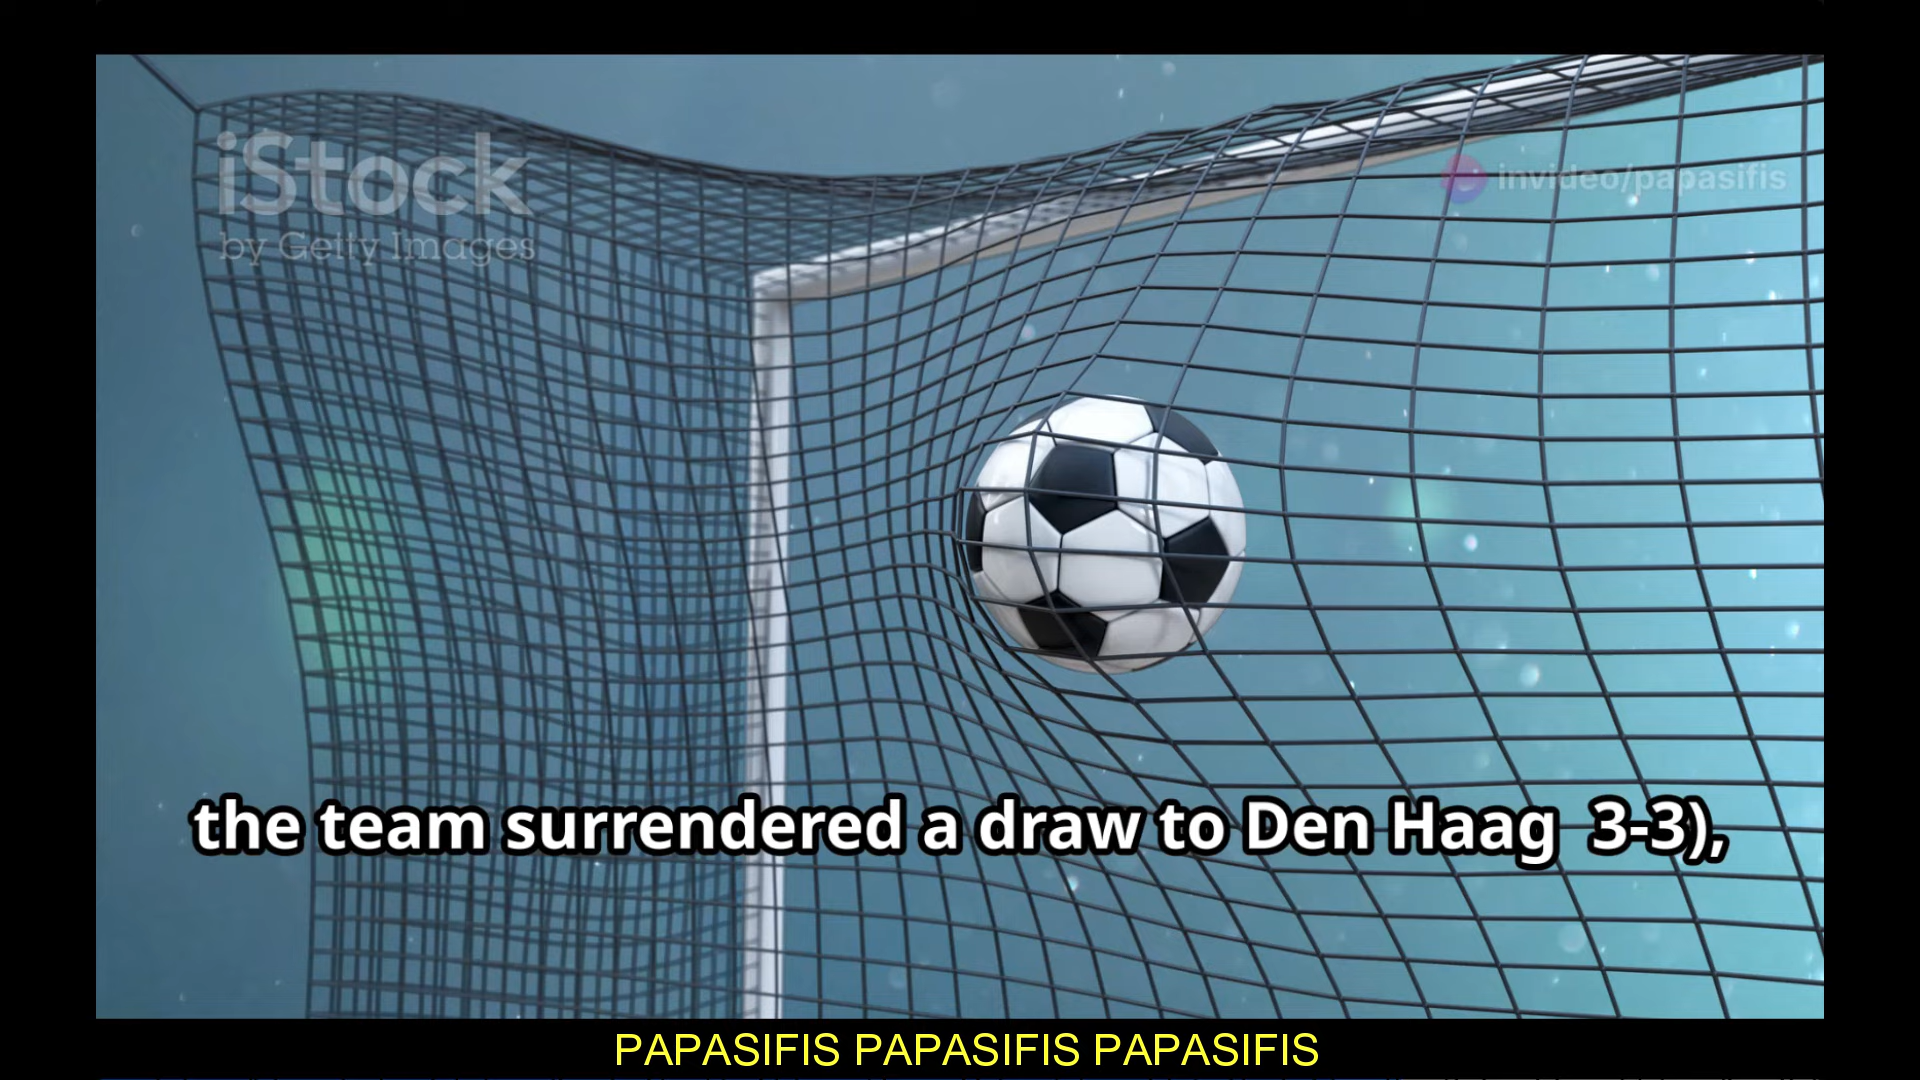 iStock
by Getty Images
invideo/papasifis
the team surrendered a draw to Den Haag  3-3),
PAPASIFIS PAPASIFIS PAPASIFIS